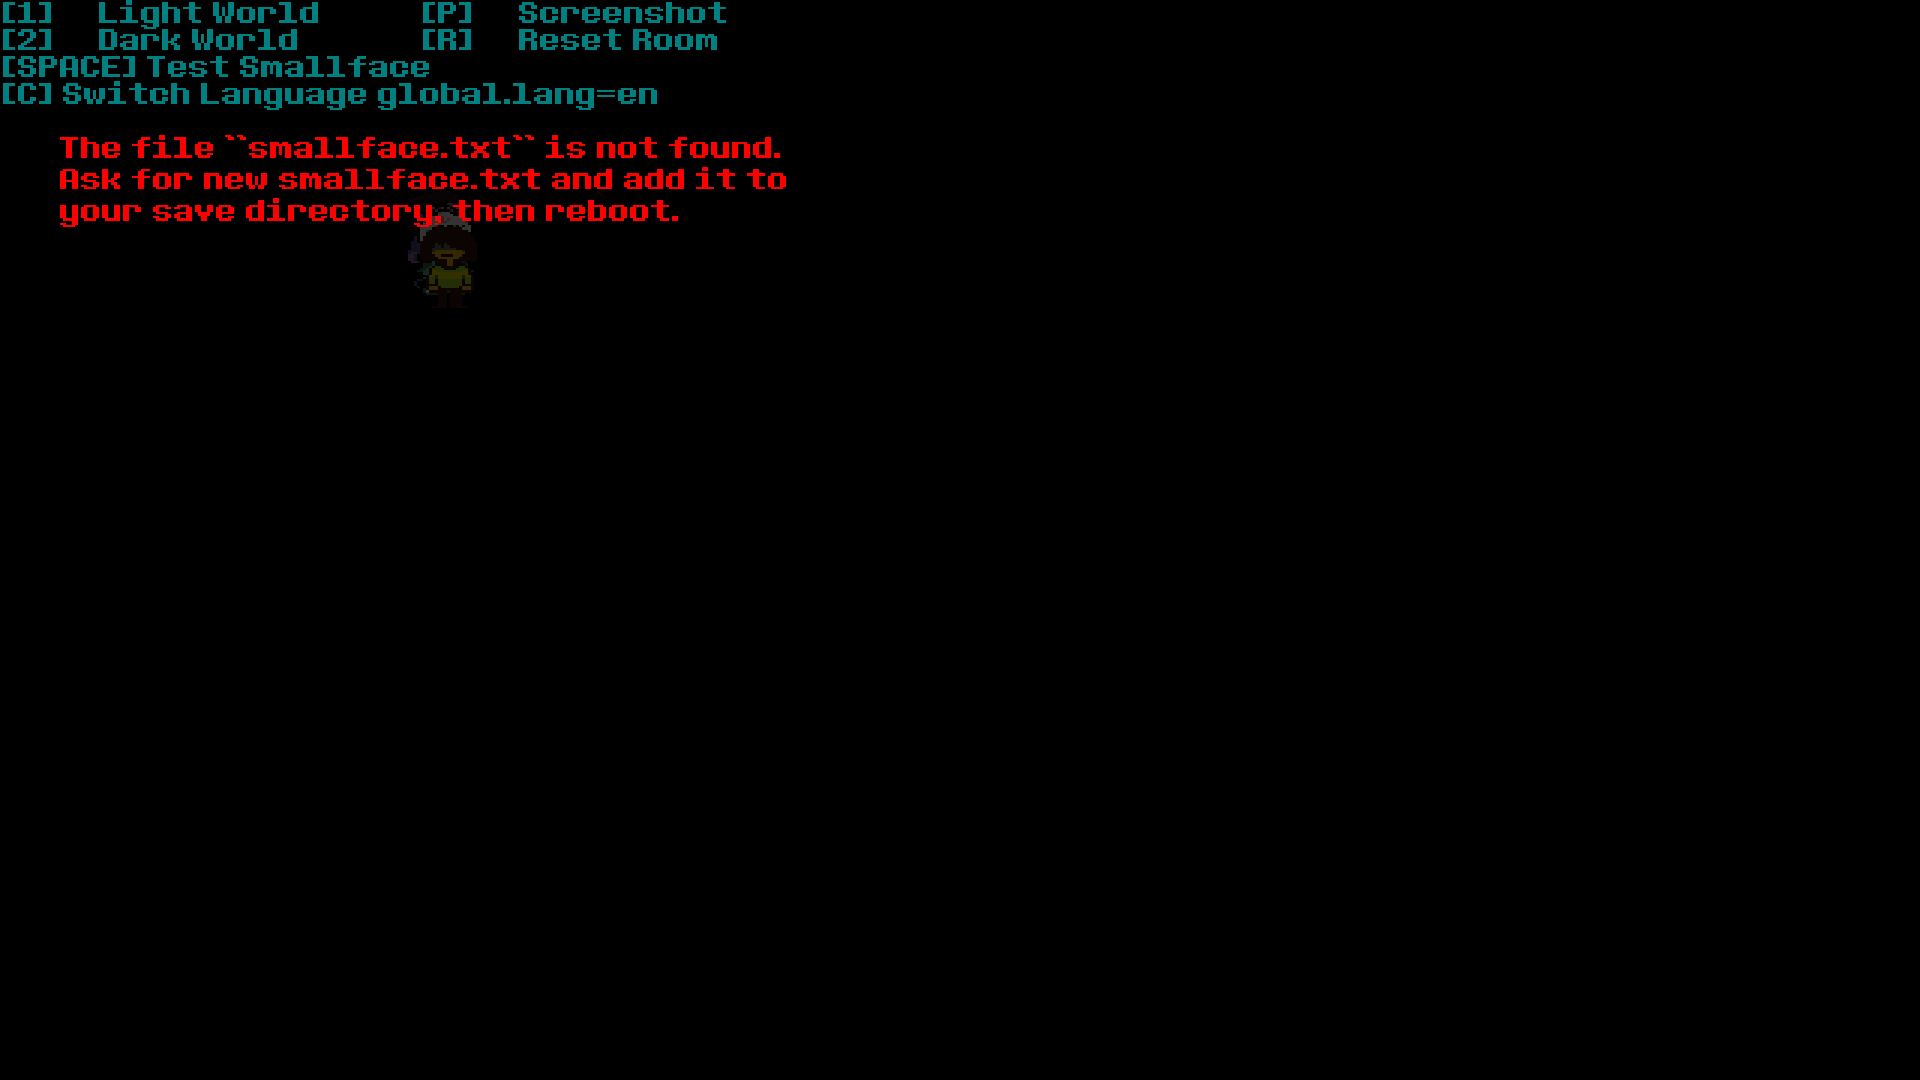 [1] Light World [P] Screenshot
[2] Dark World [R] Reset Room
[SPACE] Test Smallface
[C] Switch Language global.lang=en
The file ``smallface.txt`` is not found.
Ask for new smallface.txt and add it to
your save directory, then reboot.